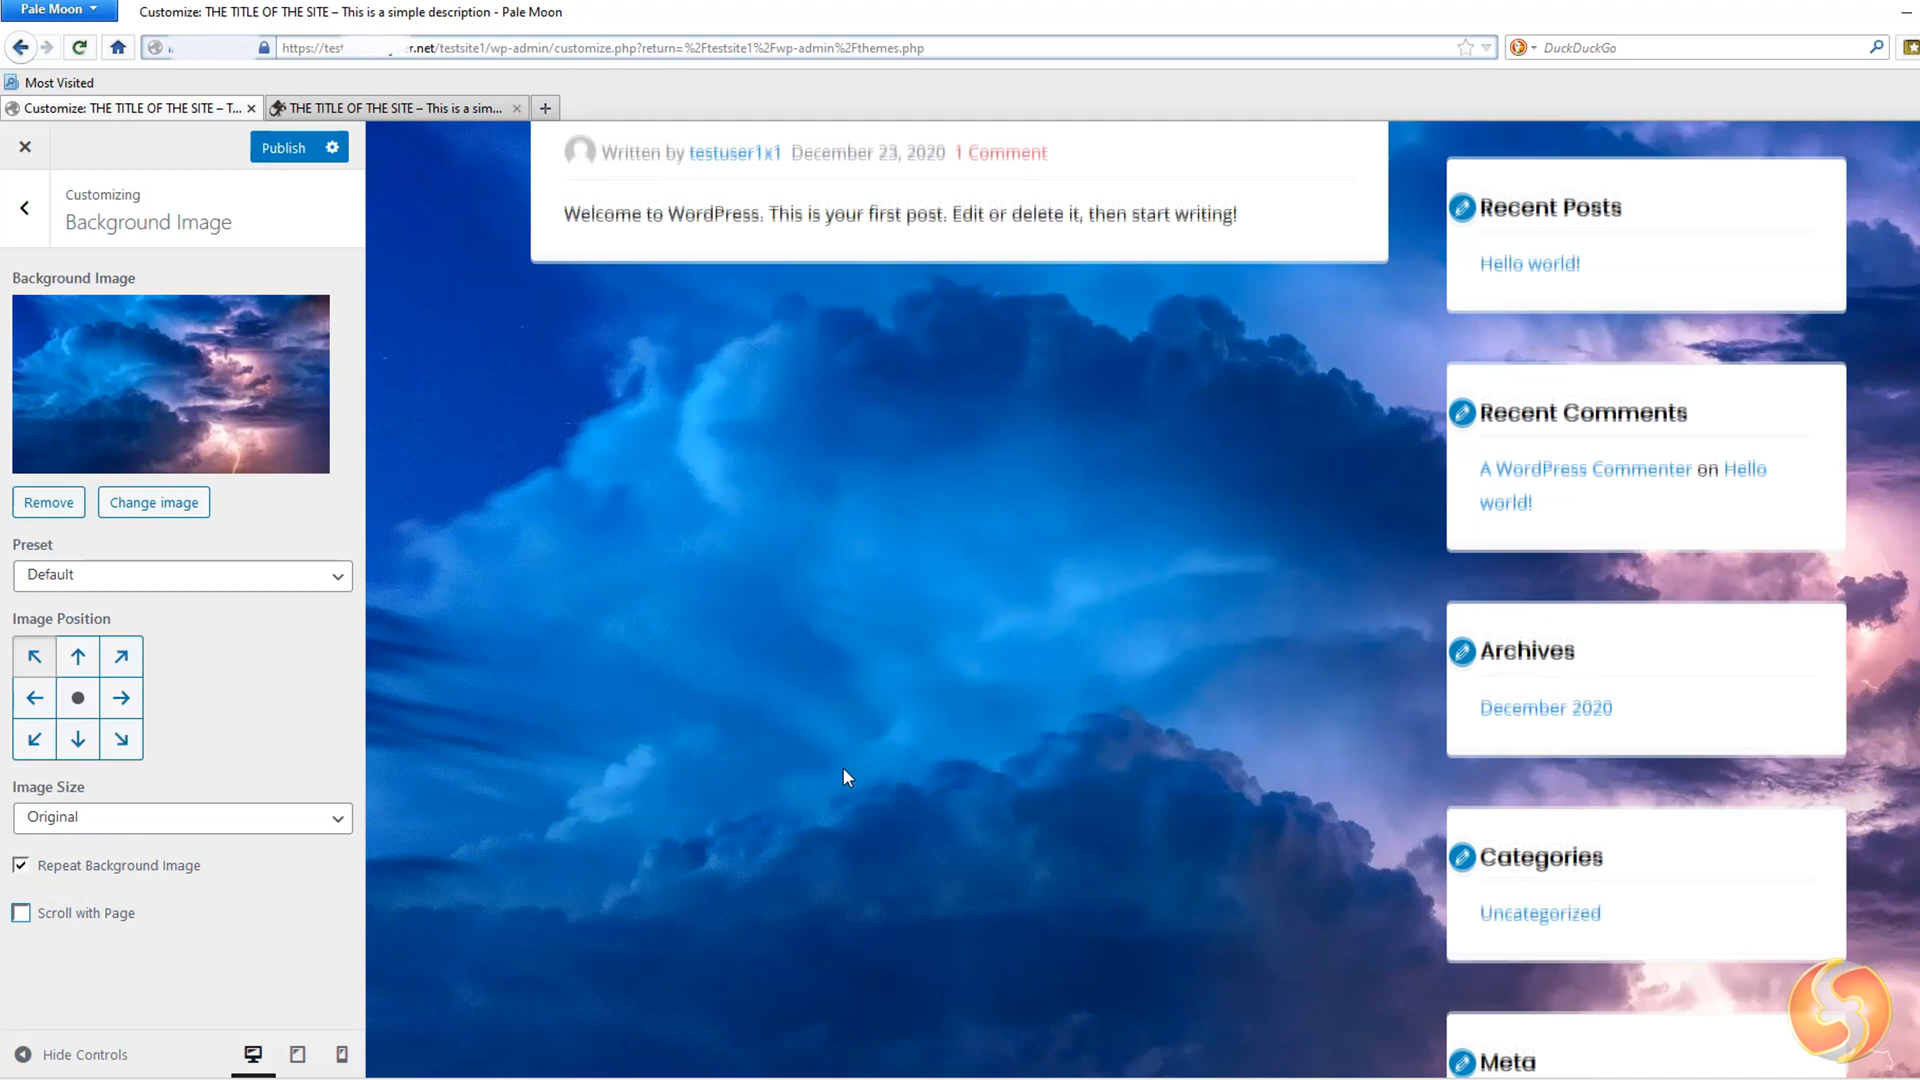 Pale Moon
Customize: THE TITLE OF THE SITE – This is a simple description - Pale Moon
https://test r.net/testsite1/wp-admin/customize.php?return=%2Ftestsite1%2Fwp-admin%2Fthemes.php
DuckDuckGo
Most Visited
Customize: THE TITLE OF THE SITE – T...
THE TITLE OF THE SITE – This is a sim...
Publish
Customizing
Background Image
Background Image
Remove
Change image
Preset
Default
Image Position
Image Size
Original
Repeat Background Image
Scroll with Page
Hide Controls
Written by testuser1x1 December 23, 2020 1 Comment
Welcome to WordPress. This is your first post. Edit or delete it, then start writing!
Recent Posts
Hello world!
Recent Comments
A WordPress Commenter on Hello
world!
Archives
December 2020
Categories
Uncategorized
Meta